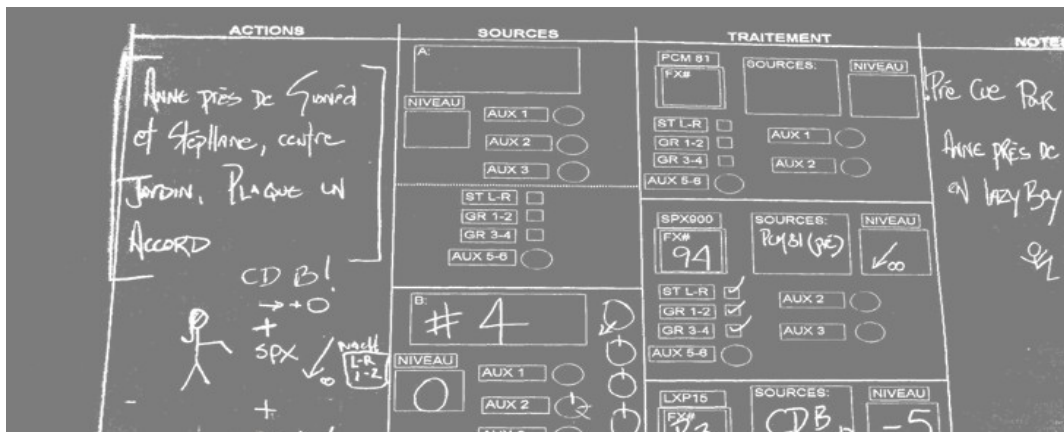 ACTIONS
SOURCES
TRAITEMENT
ANNE PRÈS DE
et StépHane, centre
JARDIN, PLAQUE UN
ACCORD
CD B!
→ + 0
+
SPX
∞
L-R
1-2
+
A:
NIVEAU
AUX 1
AUX 2
AUX 3
ST L-R
GR 1-2
GR 3-4
AUX 5-6
B:
# 4
NIVEAU
0
AUX 1
AUX 2
PCM 81
FX#
SOURCES:
NIVEAU
ST L-R
GR 1-2
GR 3-4
AUX 5-6
AUX 1
AUX 2
SPX900
FX#
94
SOURCES:
PCM81 (PRÉ)
NIVEAU
∞
ST L-R
GR 1-2
GR 3-4
AUX 5-6
AUX 2
AUX 3
LXP15
FX#
SOURCES:
CD B
NIVEAU
-5
Pré Cue POUR
ANNE PRÈS DE
EN LAZY BOY